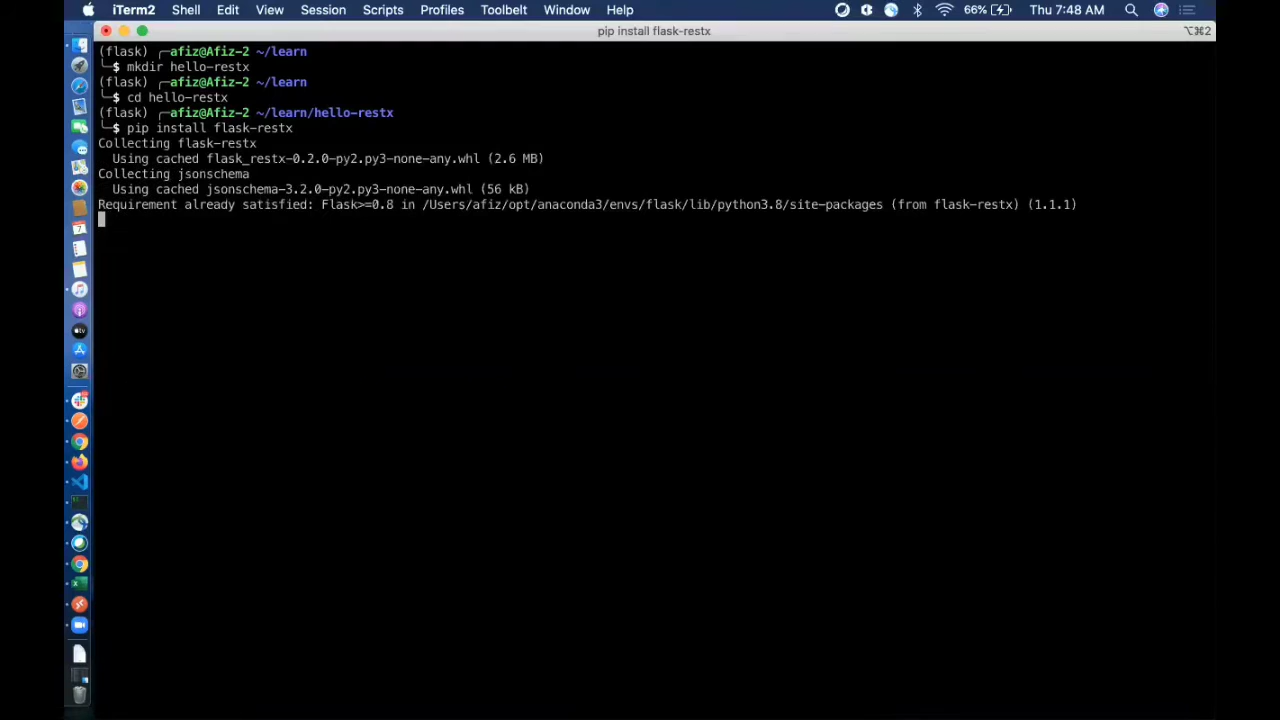 iTerm2 Shell Edit View Session Scripts Profiles Toolbelt Window Help 66% Thu 7:48 AM
pip install flask-restx ⌥⌘2
(flask) ╭─afiz@Afiz-2 ~/learn
╰─$ mkdir hello-restx
(flask) ╭─afiz@Afiz-2 ~/learn
╰─$ cd hello-restx
(flask) ╭─afiz@Afiz-2 ~/learn/hello-restx
╰─$ pip install flask-restx
Collecting flask-restx
  Using cached flask_restx-0.2.0-py2.py3-none-any.whl (2.6 MB)
Collecting jsonschema
  Using cached jsonschema-3.2.0-py2.py3-none-any.whl (56 kB)
Requirement already satisfied: Flask>=0.8 in /Users/afiz/opt/anaconda3/envs/flask/lib/python3.8/site-packages (from flask-restx) (1.1.1)
7
tv